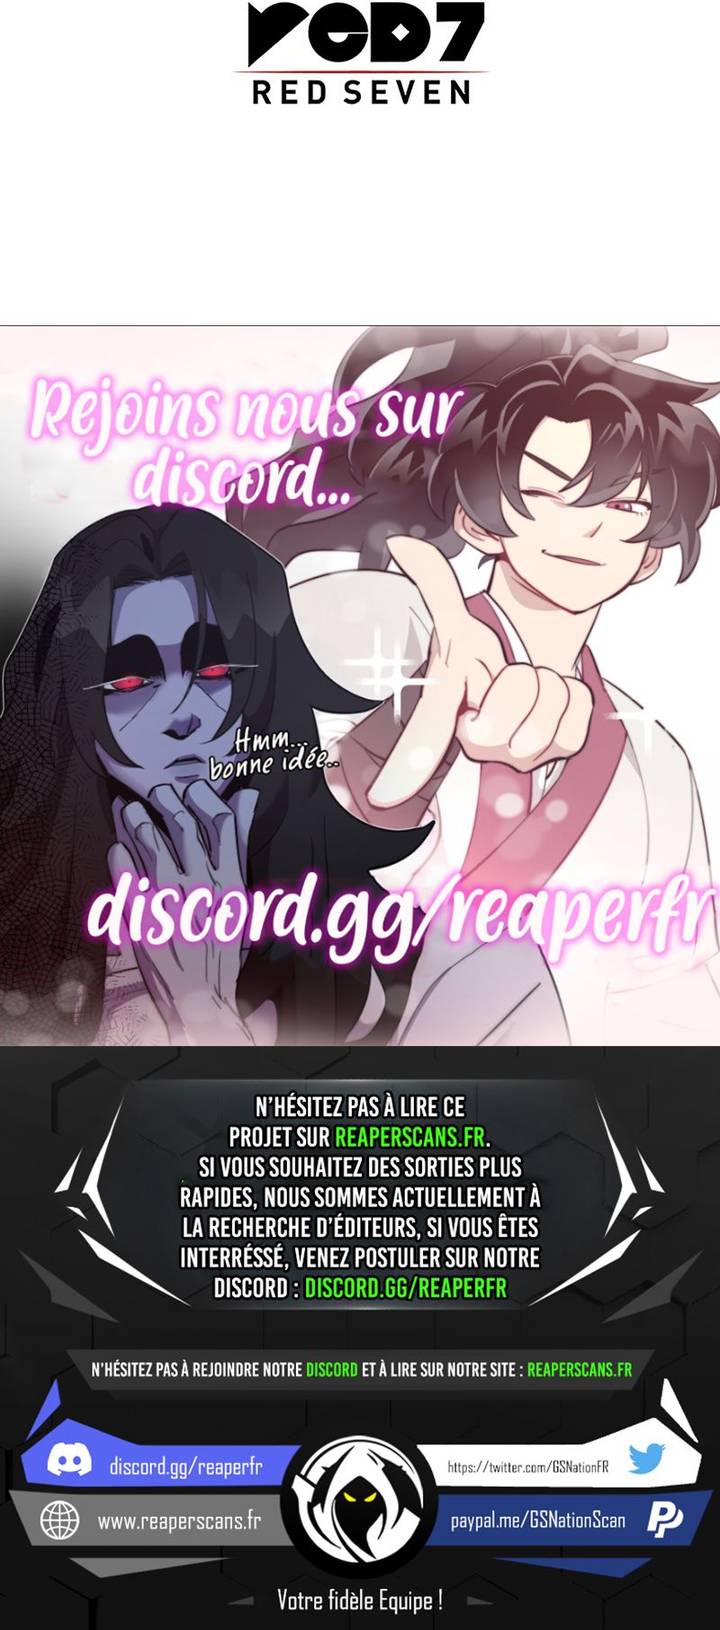 RED7
RED SEVEN
Rejoins nous sur
discord...
Hmm...
bonne idée..
discord.gg/reaperfr
N'HÉSITEZ PAS À LIRE CE
PROJET SUR REAPERSCANS.FR.
SI VOUS SOUHAITEZ DES SORTIES PLUS
RAPIDES, NOUS SOMMES ACTUELLEMENT À
LA RECHERCHE D'ÉDITEURS, SI VOUS ÊTES
INTERRÉSSÉ, VENEZ POSTULER SUR NOTRE
DISCORD : DISCORD.GG/REAPERFR
N'HÉSITEZ PAS À REJOINDRE NOTRE DISCORD ET À LIRE SUR NOTRE SITE : REAPERSCANS.FR
discord.gg/reaperfr
https://twitter.com/GSNationFR
www.reaperscans.fr
paypal.me/GSNationScan
Votre fidèle Equipe !